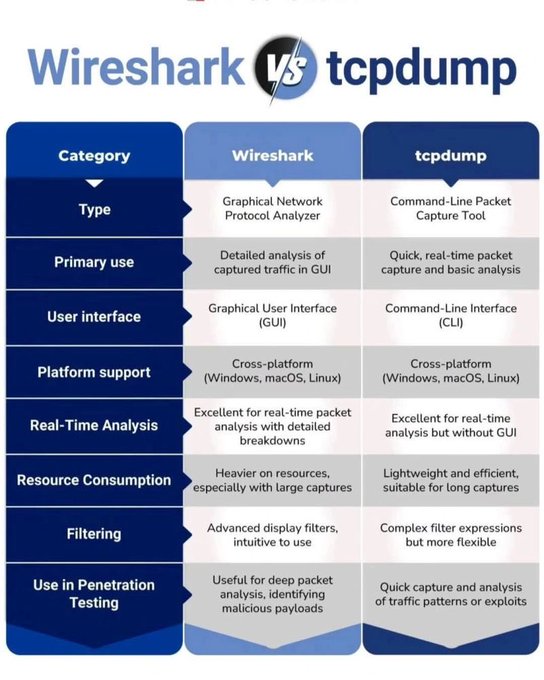 Wireshark VS tcpdump
Category
Wireshark
tcpdump
Type
Graphical Network
Protocol Analyzer
Command-Line Packet
Capture Tool
Primary use
Detailed analysis of
captured traffic in GUI
Quick, real-time packet
capture and basic analysis
User interface
Graphical User Interface
(GUI)
Command-Line Interface
(CLI)
Platform support
Cross-platform
(Windows, macOS, Linux)
Cross-platform
(Windows, macOS, Linux)
Real-Time Analysis
Excellent for real-time packet
analysis with detailed
breakdowns
Excellent for real-time
analysis but without GUI
Resource Consumption
Heavier on resources,
especially with large captures
Lightweight and efficient,
suitable for long captures
Filtering
Advanced display filters,
intuitive to use
Complex filter expressions
but more flexible
Use in Penetration
Testing
Useful for deep packet
analysis, identifying
malicious payloads
Quick capture and analysis
of traffic patterns or exploits